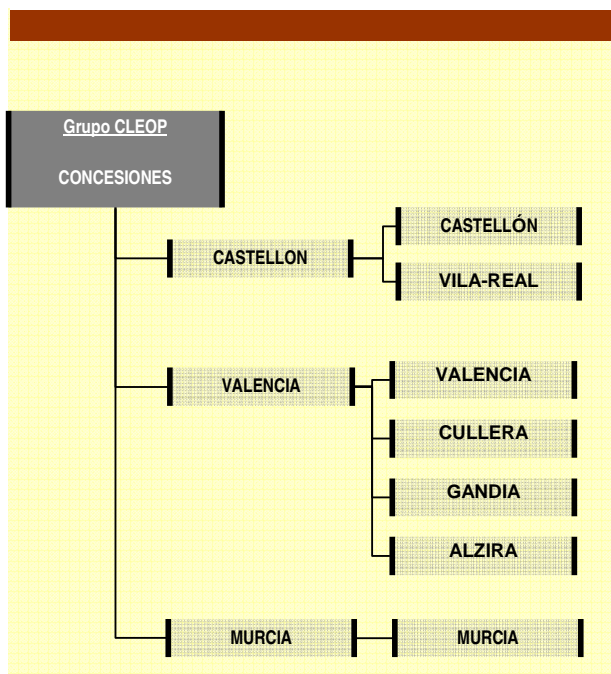 Grupo CLEOP
CONCESIONES
CASTELLON
CASTELLÓN
VILA-REAL
VALENCIA
VALENCIA
CULLERA
GANDIA
ALZIRA
MURCIA
MURCIA